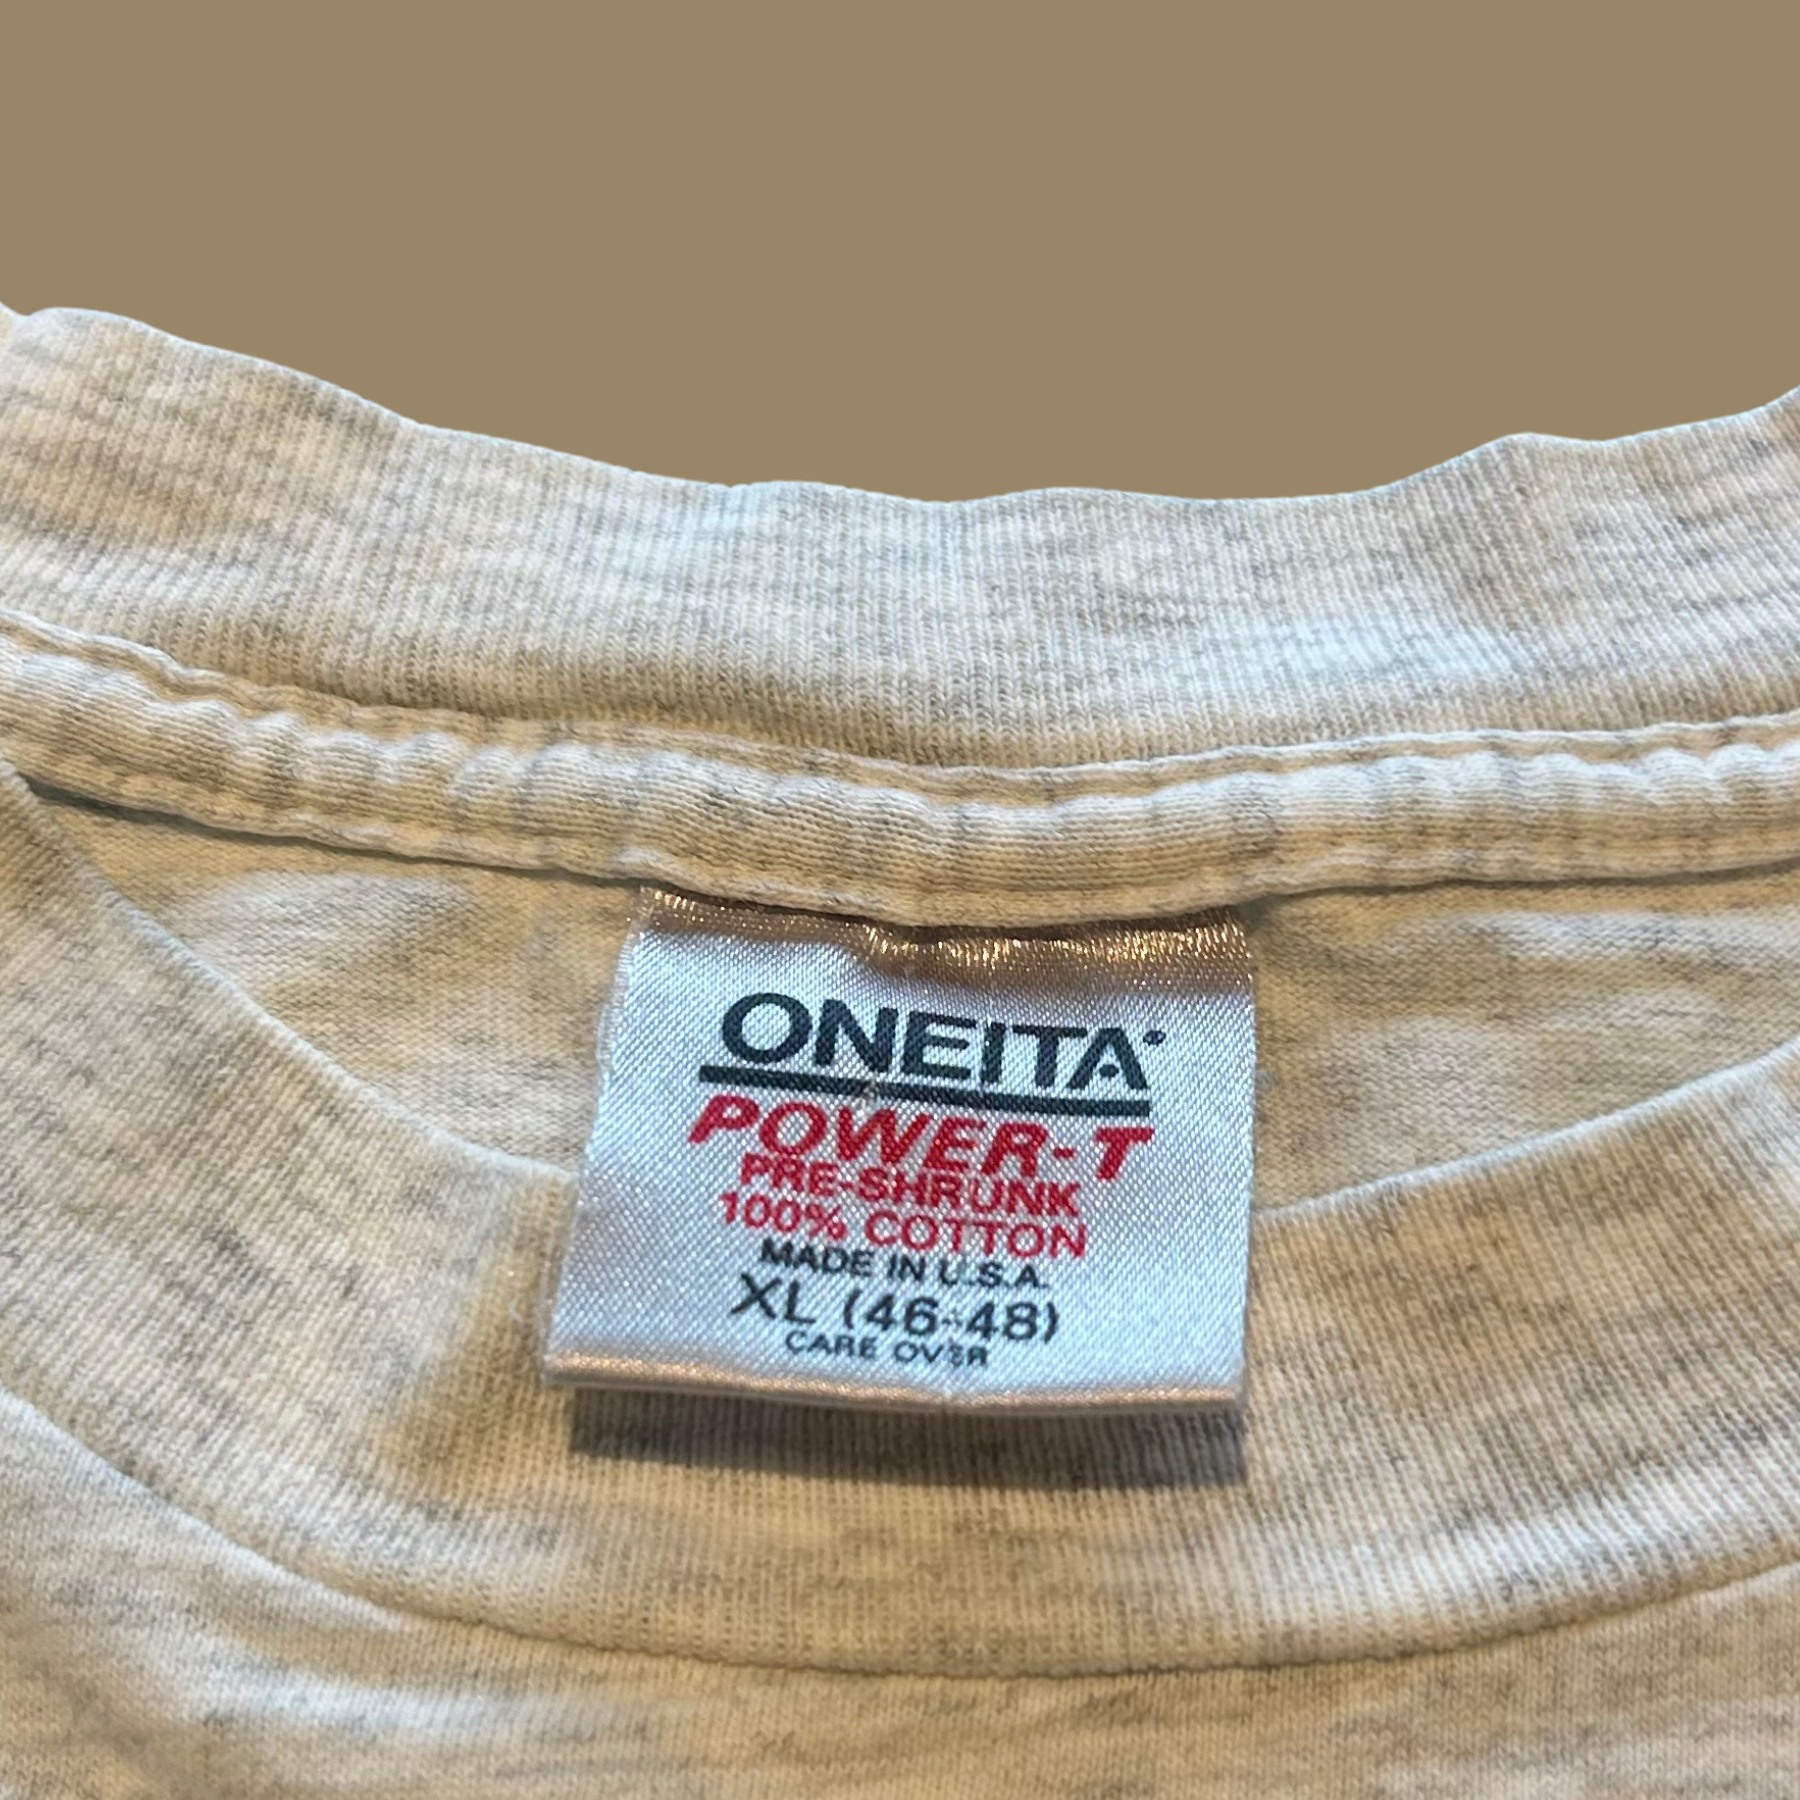 ONEITA®
POWER-T
PRE-SHRUNK
100% COTTON
MADE IN U.S.A.
XL (46-48)
CARE OVER